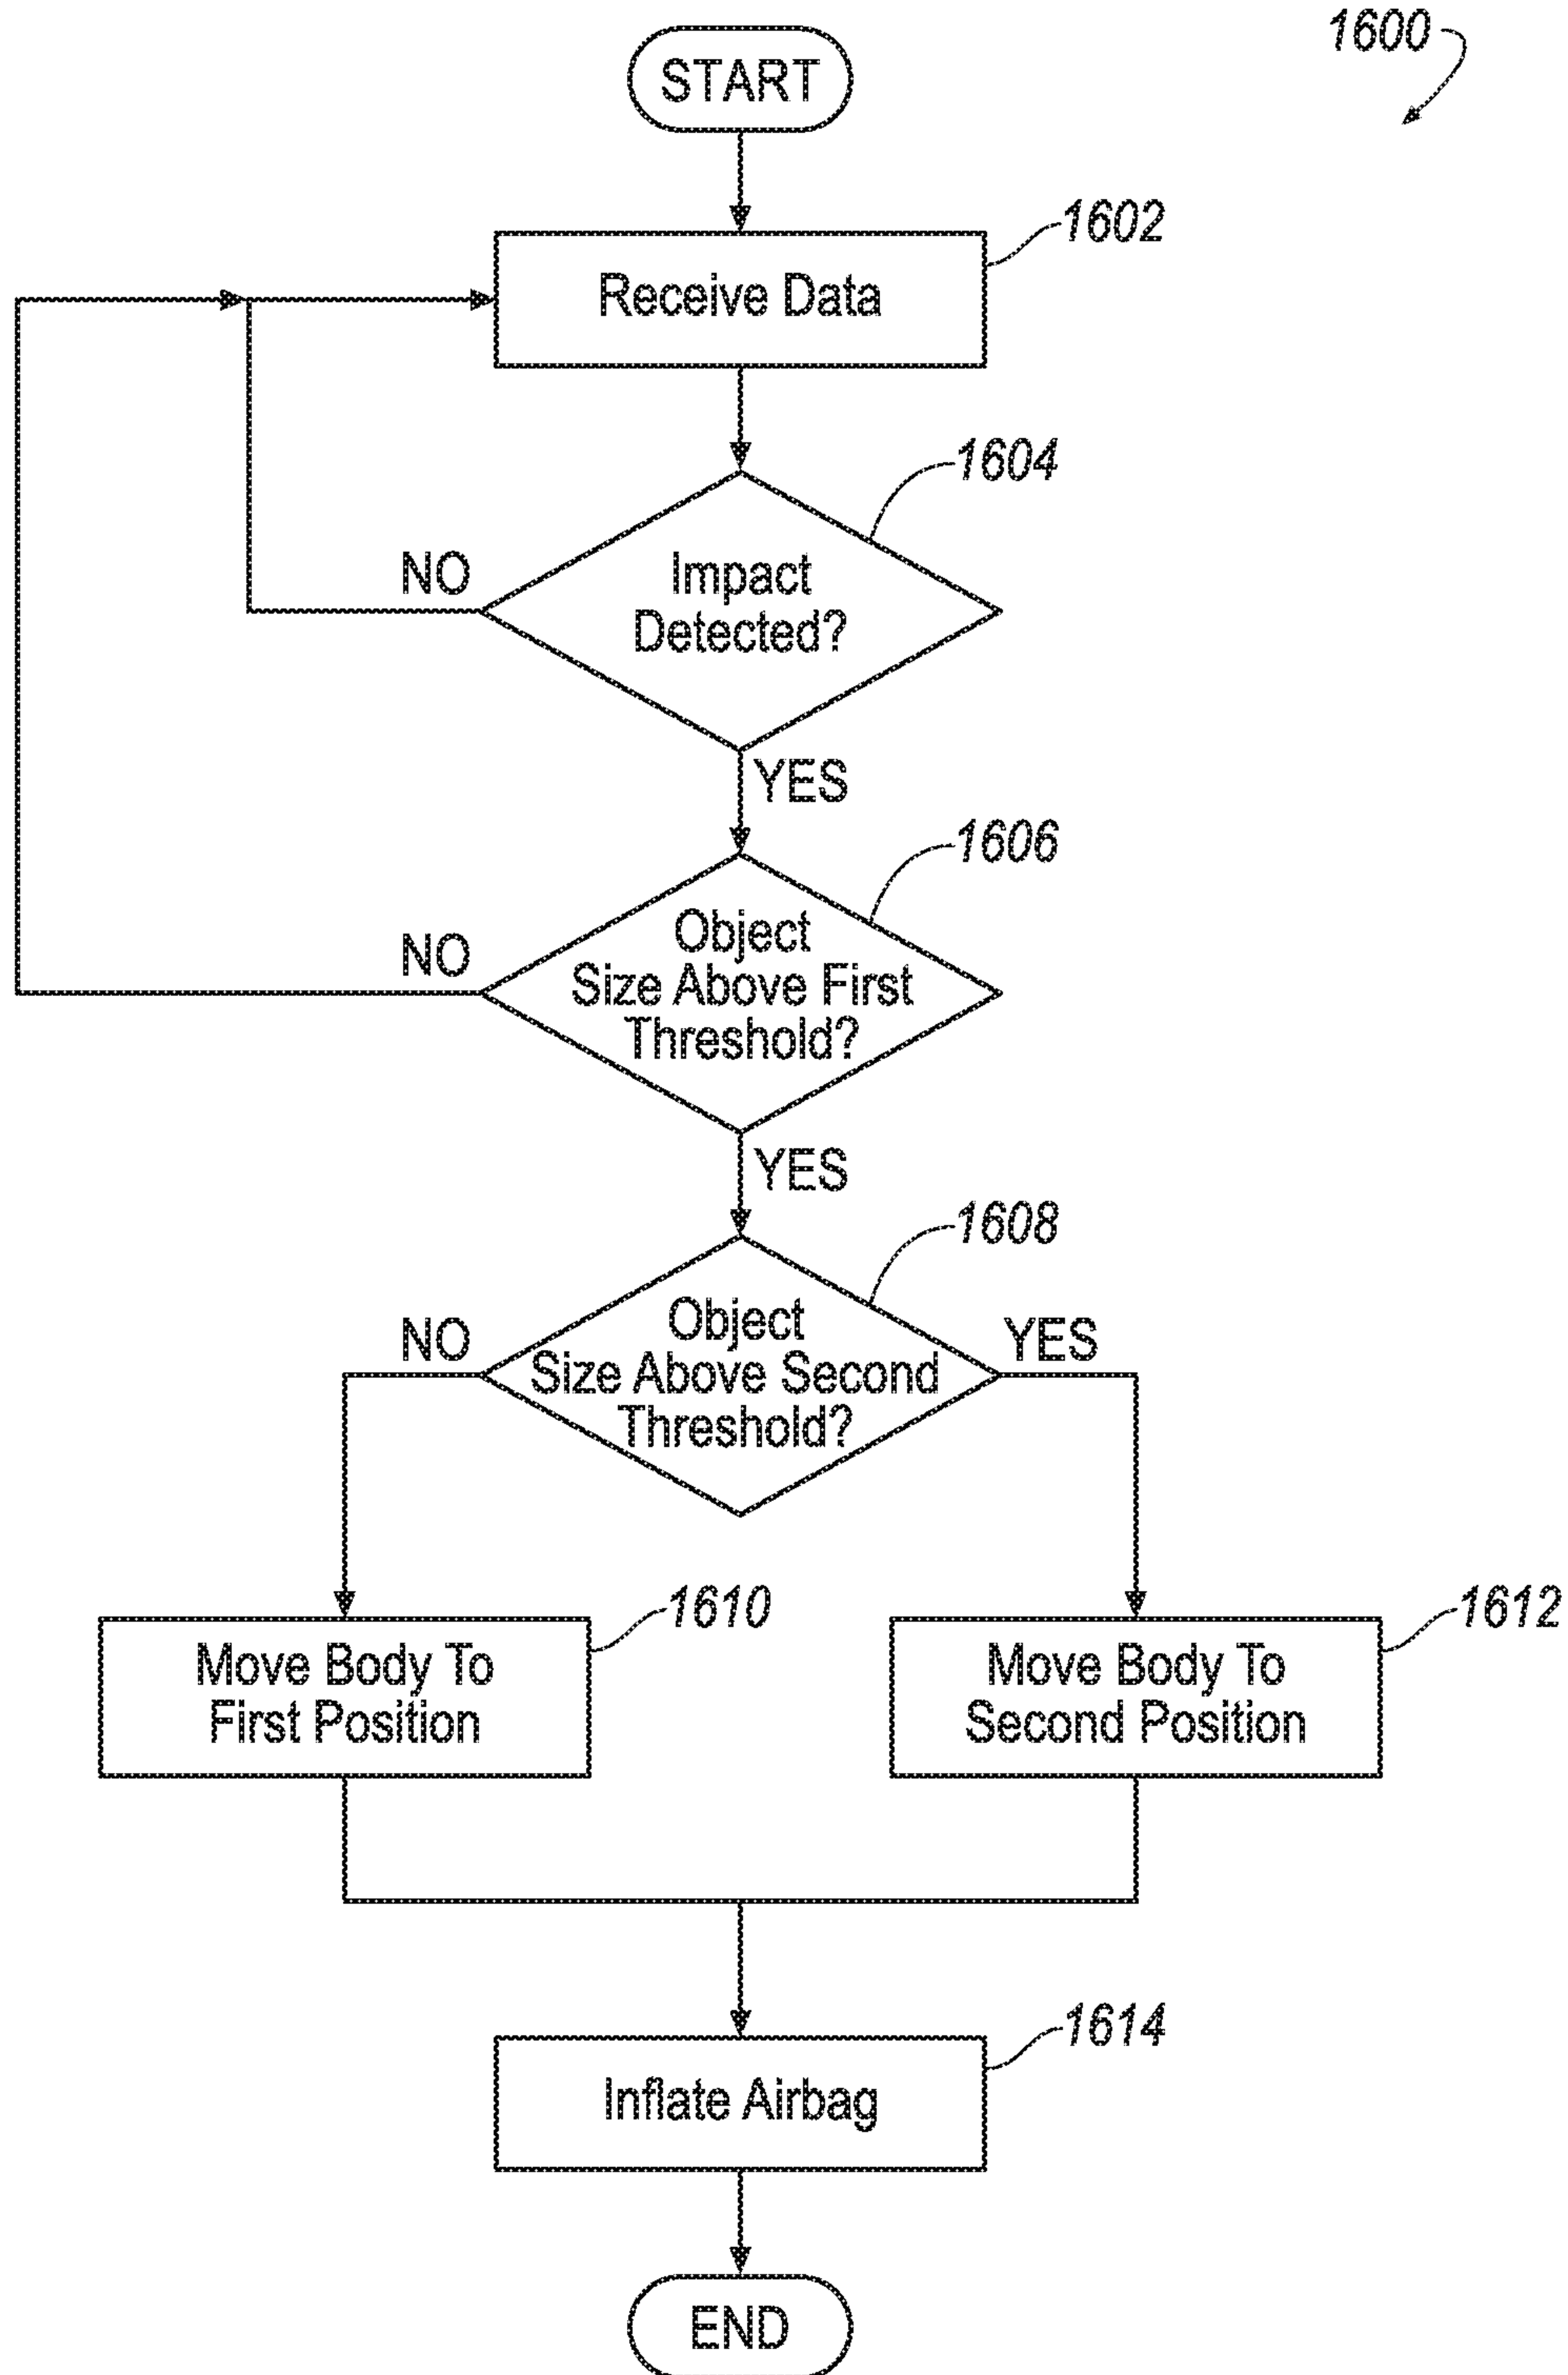 1600
START
1602
Receive Data
1604
NO
Impact
Detected?
YES
1606
NO
Object
Size Above First
Threshold?
YES
1608
NO
Object
YES
Size Above Second
Threshold?
1610
Move Body To
First Position
1612
Move Body To
Second Position
1614
Inflate Airbag
END